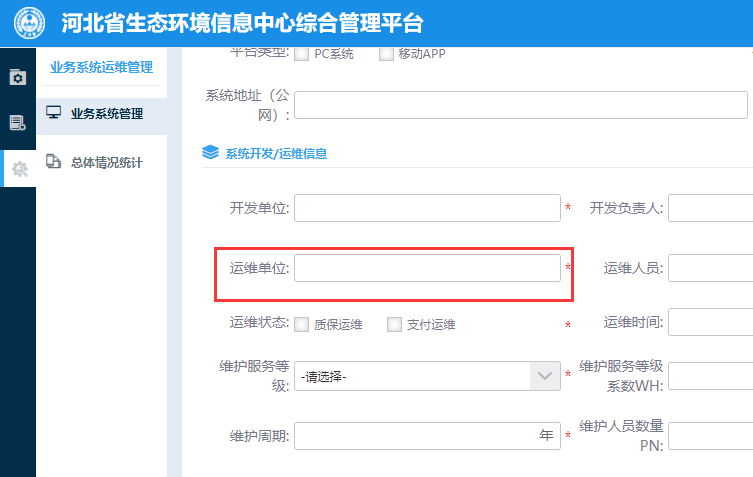 河北省生态环境信息中心综合管理平台
业务系统运维管理
业务系统管理
总体情况统计
平台类型: PC系统 移动APP
系统地址（公
网）:
系统开发/运维信息
开发单位: * 开发负责人:
运维单位: * 运维人员:
运维状态: 质保运维 支付运维 * 运维时间:
维护服务等
级: -请选择- * 维护服务等级
系数WH:
维护周期: 年 * 维护人员数量
PN: